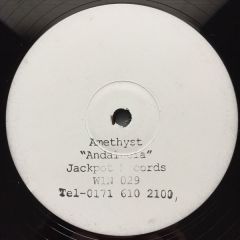 Amethyst
Jackpot Records
WIN 029
Tel-0171 610 2100,